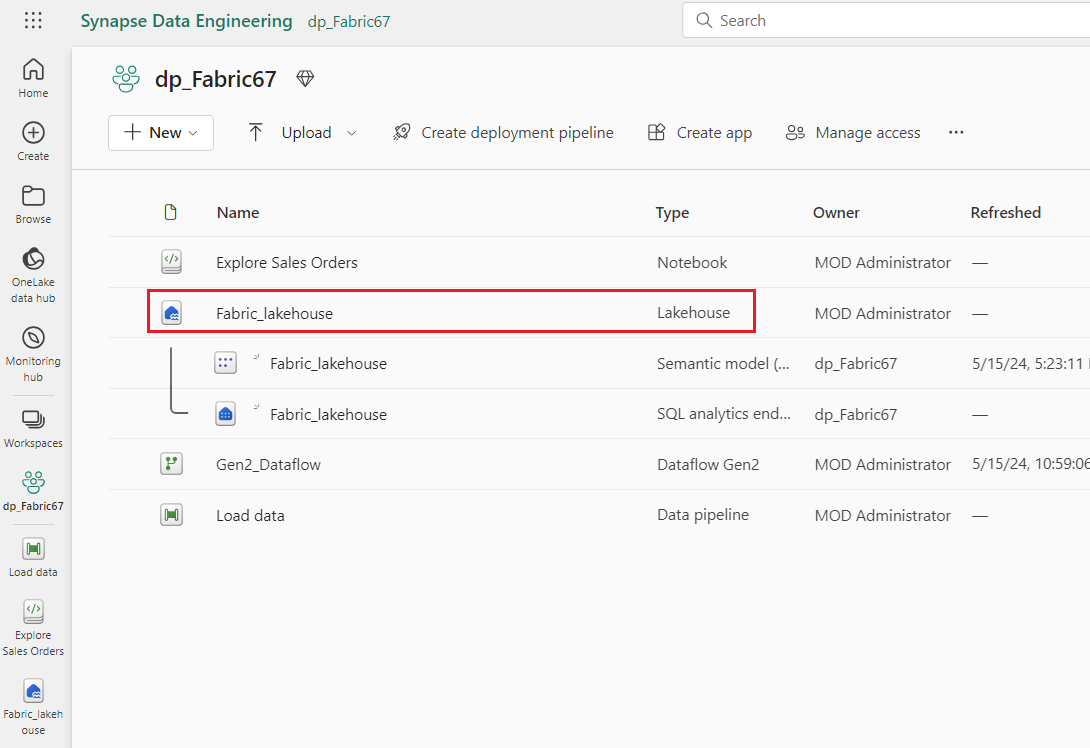 Synapse Data Engineering dp_Fabric67
Search
Home
Create
Browse
OneLake
data hub
Monitoring
hub
Workspaces
dp_Fabric67
Load data
Explore
Sales Orders
Fabric_lakeh
ouse
dp_Fabric67
New Upload Create deployment pipeline Create app Manage access ...
Name Type Owner Refreshed
Explore Sales Orders Notebook MOD Administrator —
Fabric_lakehouse Lakehouse MOD Administrator —
Fabric_lakehouse Semantic model (... dp_Fabric67 5/15/24, 5:23:11
Fabric_lakehouse SQL analytics end... dp_Fabric67 —
Gen2_Dataflow Dataflow Gen2 MOD Administrator 5/15/24, 10:59:06
Load data Data pipeline MOD Administrator —